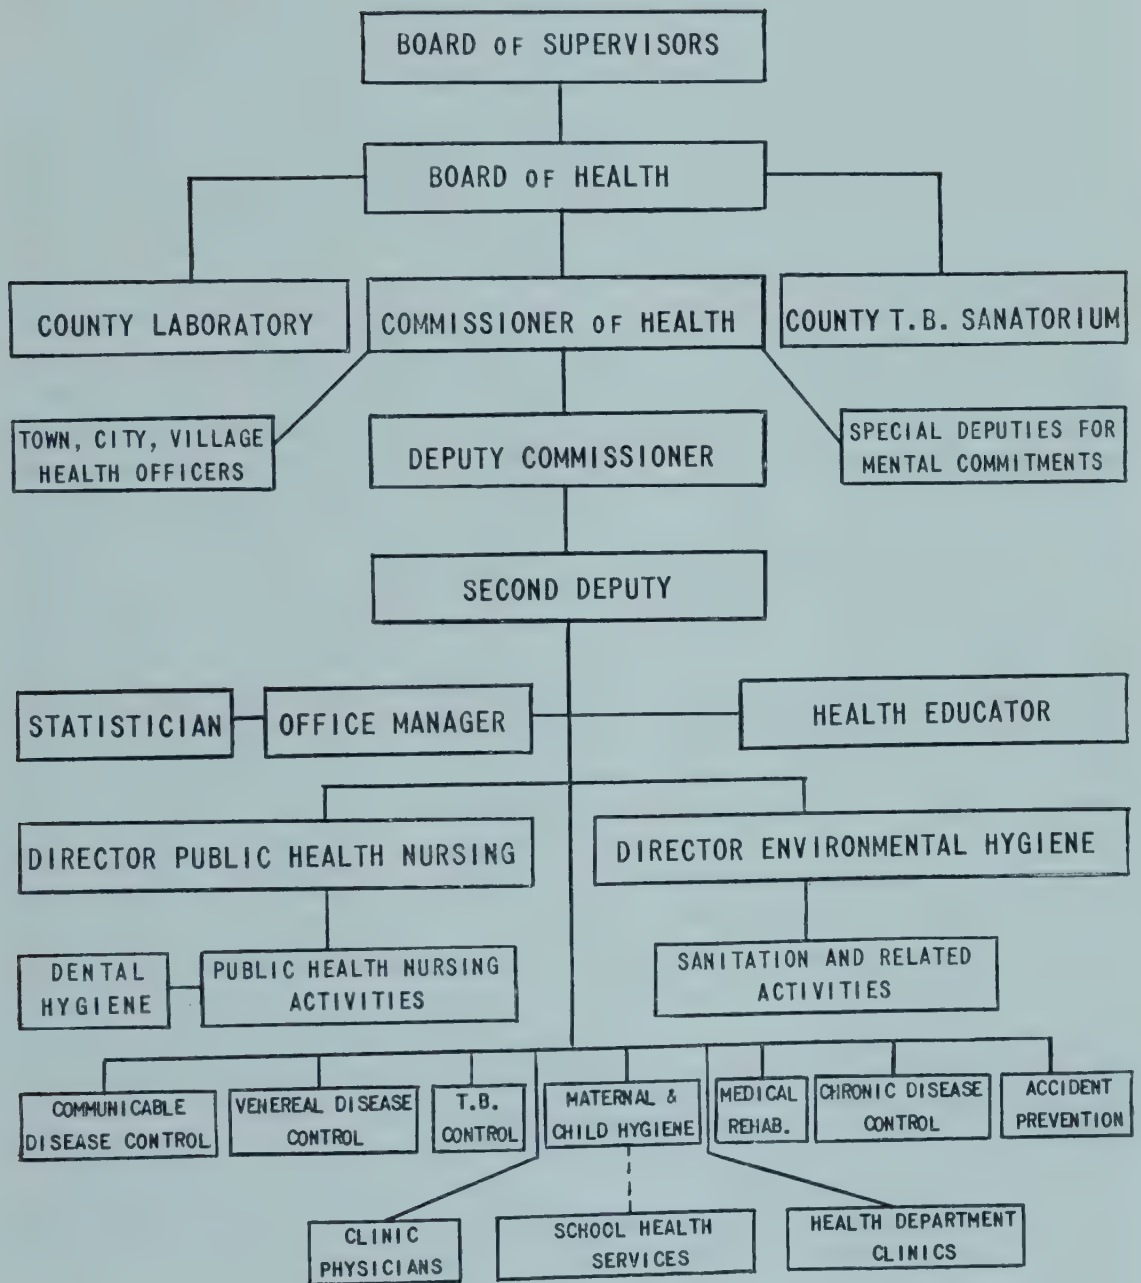 BOARD OF SUPERVISORS
BOARD OF HEALTH
COUNTY LABORATORY
COMMISSIONER OF HEALTH
COUNTY T.B. SANATORIUM
TOWN, CITY, VILLAGE
HEALTH OFFICERS
DEPUTY COMMISSIONER
SPECIAL DEPUTIES FOR
MENTAL COMMITMENTS
SECOND DEPUTY
STATISTICIAN
OFFICE MANAGER
HEALTH EDUCATOR
DIRECTOR PUBLIC HEALTH NURSING
DIRECTOR ENVIRONMENTAL HYGIENE
DENTAL
HYGIENE
PUBLIC HEALTH NURSING
ACTIVITIES
SANITATION AND RELATED
ACTIVITIES
COMMUNICABLE
DISEASE CONTROL
VENEREAL DISEASE
CONTROL
T.B.
CONTROL
MATERNAL &
CHILD HYGIENE
MEDICAL
REHAB.
CHRONIC DISEASE
CONTROL
ACCIDENT
PREVENTION
CLINIC
PHYSICIANS
SCHOOL HEALTH
SERVICES
HEALTH DEPARTMENT
CLINICS